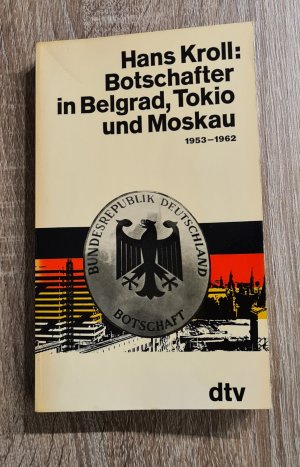 Hans Kroll:
Botschafter
in Belgrad, Tokio
und Moskau
1953–1962
BUNDESREPUBLIK DEUTSCHLAND
BOTSCHAFT
dtv